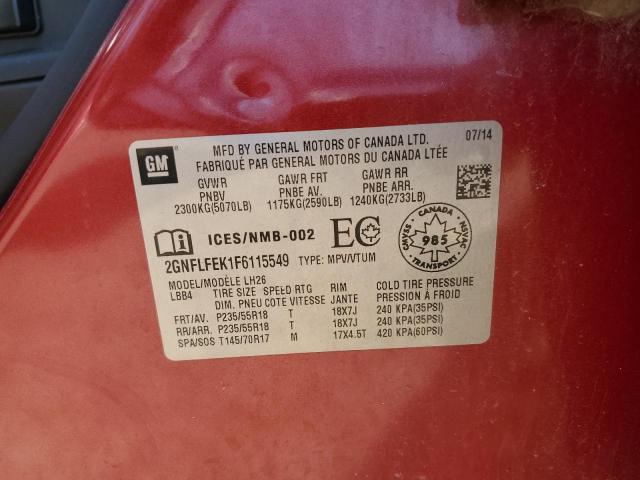 MFD BY GENERAL MOTORS OF CANADA LTD. 07/14
FABRIQUÉ PAR GENERAL MOTORS DU CANADA LTÉE
GM
GVWR GAWR FRT GAWR RR
PNBV PNBE AV. PNBE ARR.
2300KG(5070LB) 1175KG(2590LB) 1240KG(2733LB)
ICES/NMB-002 EC
CANADA
CMVSS 985 NSVAC
TRANSPORT
2GNFLFEK1F6115549 TYPE: MPV/VTUM
MODEL/MODÈLE LH26
LBB4 TIRE SIZE SPEED RTG RIM COLD TIRE PRESSURE
DIM. PNEU COTE VITESSE JANTE PRESSION À FROID
FRT/AV. P235/55R18 T 18X7J 240 KPA(35PSI)
RR/ARR. P235/55R18 T 18X7J 240 KPA(35PSI)
SPA/SOS T145/70R17 M 17X4.5T 420 KPA(60PSI)